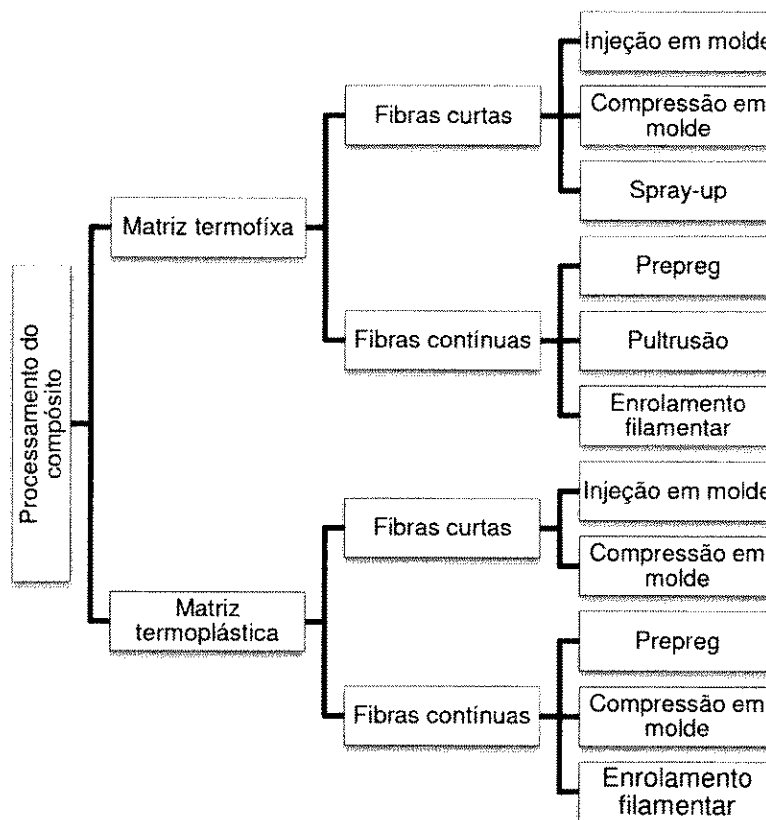 Processamento do
compósito
Matriz termofíxa
Fibras curtas
Injeção em molde
Compressão em
molde
Spray-up
Fibras contínuas
Prepreg
Pultrusão
Enrolamento
filamentar
Matriz
termoplástica
Fibras curtas
Injeção em molde
Compressão em
molde
Fibras contínuas
Prepreg
Compressão em
molde
Enrolamento
filamentar